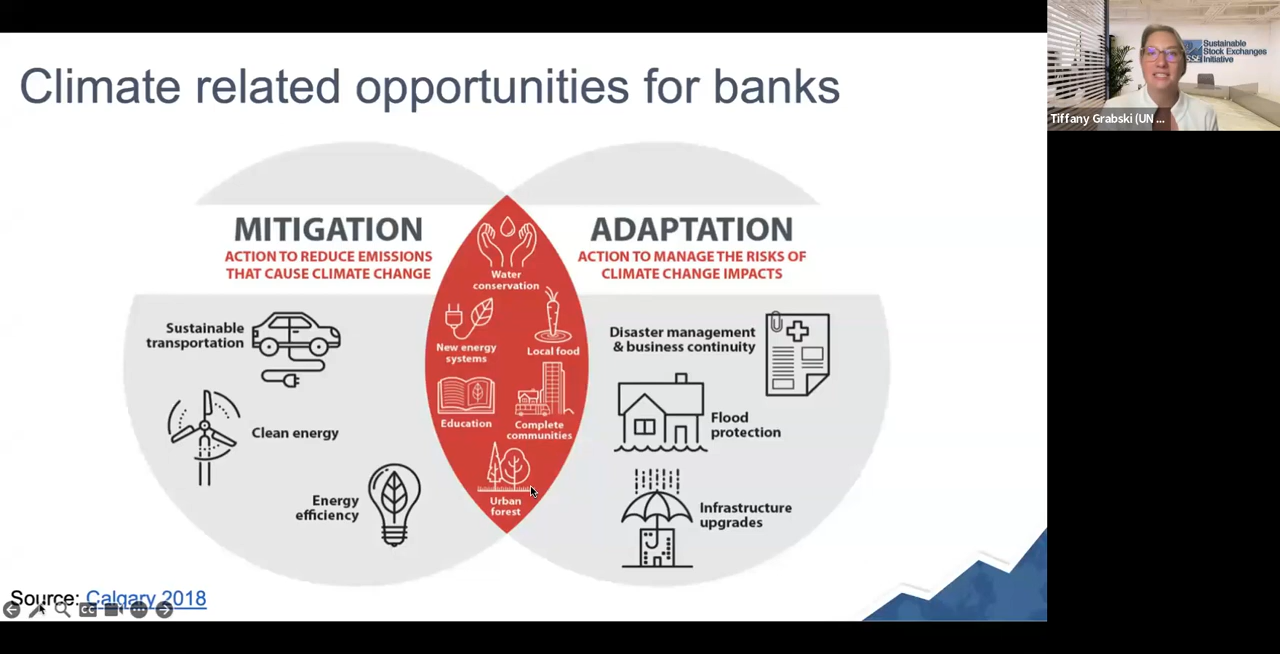 Climate related opportunities for banks
MITIGATION
ACTION TO REDUCE EMISSIONS
THAT CAUSE CLIMATE CHANGE
Sustainable
transportation
Clean energy
Energy
efficiency
Water
conservation
New energy
systems
Local food
Education
Complete
communities
Urban
forest
ADAPTATION
ACTION TO MANAGE THE RISKS OF
CLIMATE CHANGE IMPACTS
Disaster management
& business continuity
Flood
protection
Infrastructure
upgrades
Source: Calgary 2018
CC
Sustainable
Stock Exchanges
Initiative
SSE
Tiffany Grabski (UN ...